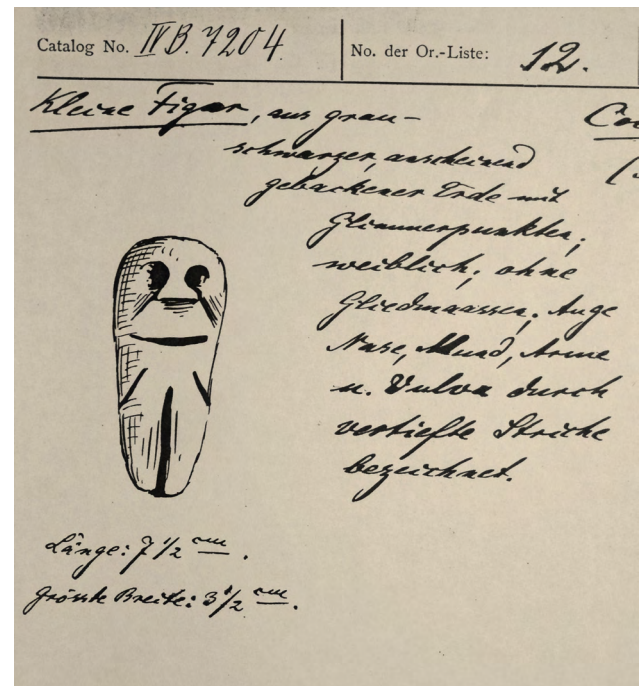 Catalog No. IV B. 7204. No. der Or.-Liste: 12.
Kleine Figur, aus grau-
schwarzer, anscheinend
gebackener Erde mit
Glimmerpunkten;
weiblich; ohne
Gliedmaassen; Auge
Nase, Mund, Arme
u. Vulva durch
vertiefte Striche
bezeichnet.
Länge: 7 1/2 cm.
Grösste Breite: 3 1/2 cm.